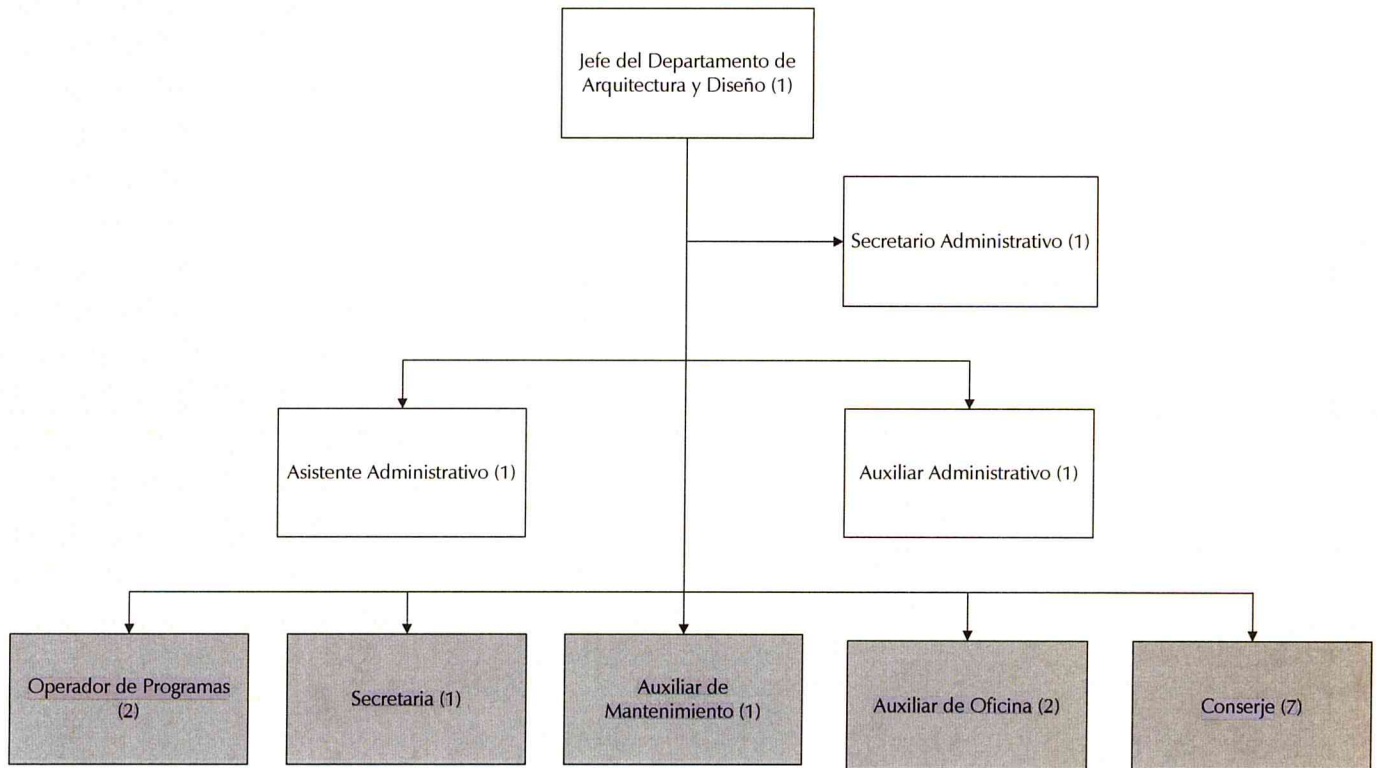 Jefe del Departamento de
Arquitectura y Diseño (1)
Secretario Administrativo (1)
Asistente Administrativo (1)
Auxiliar Administrativo (1)
Operador de Programas
(2)
Secretaria (1)
Auxiliar de
Mantenimiento (1)
Auxiliar de Oficina (2)
Conserje (7)